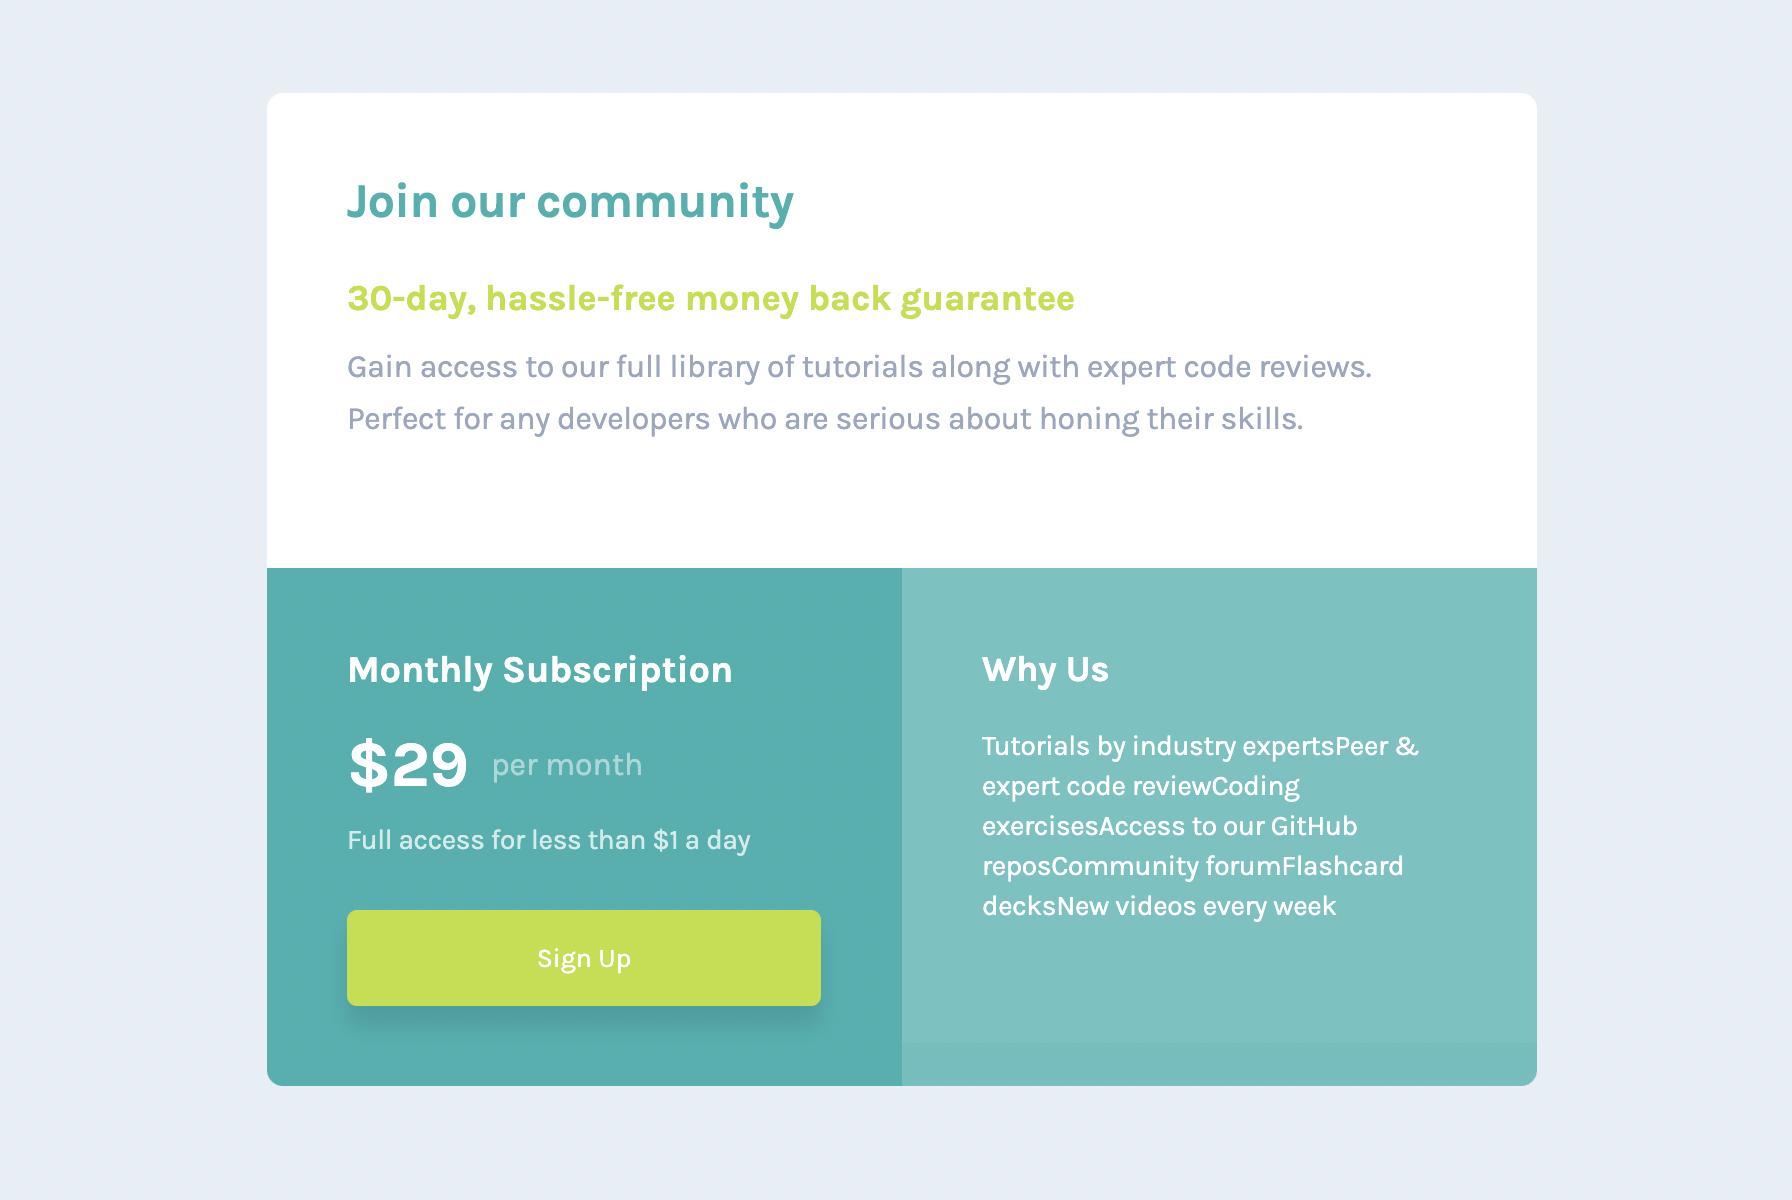 Join our community
30-day, hassle-free money back guarantee
Gain access to our full library of tutorials along with expert code reviews.
Perfect for any developers who are serious about honing their skills.
Monthly Subscription
$29 per month
Full access for less than $1 a day
Sign Up
Why Us
Tutorials by industry expertsPeer &
expert code reviewCoding
exercisesAccess to our GitHub
reposCommunity forumFlashcard
decksNew videos every week